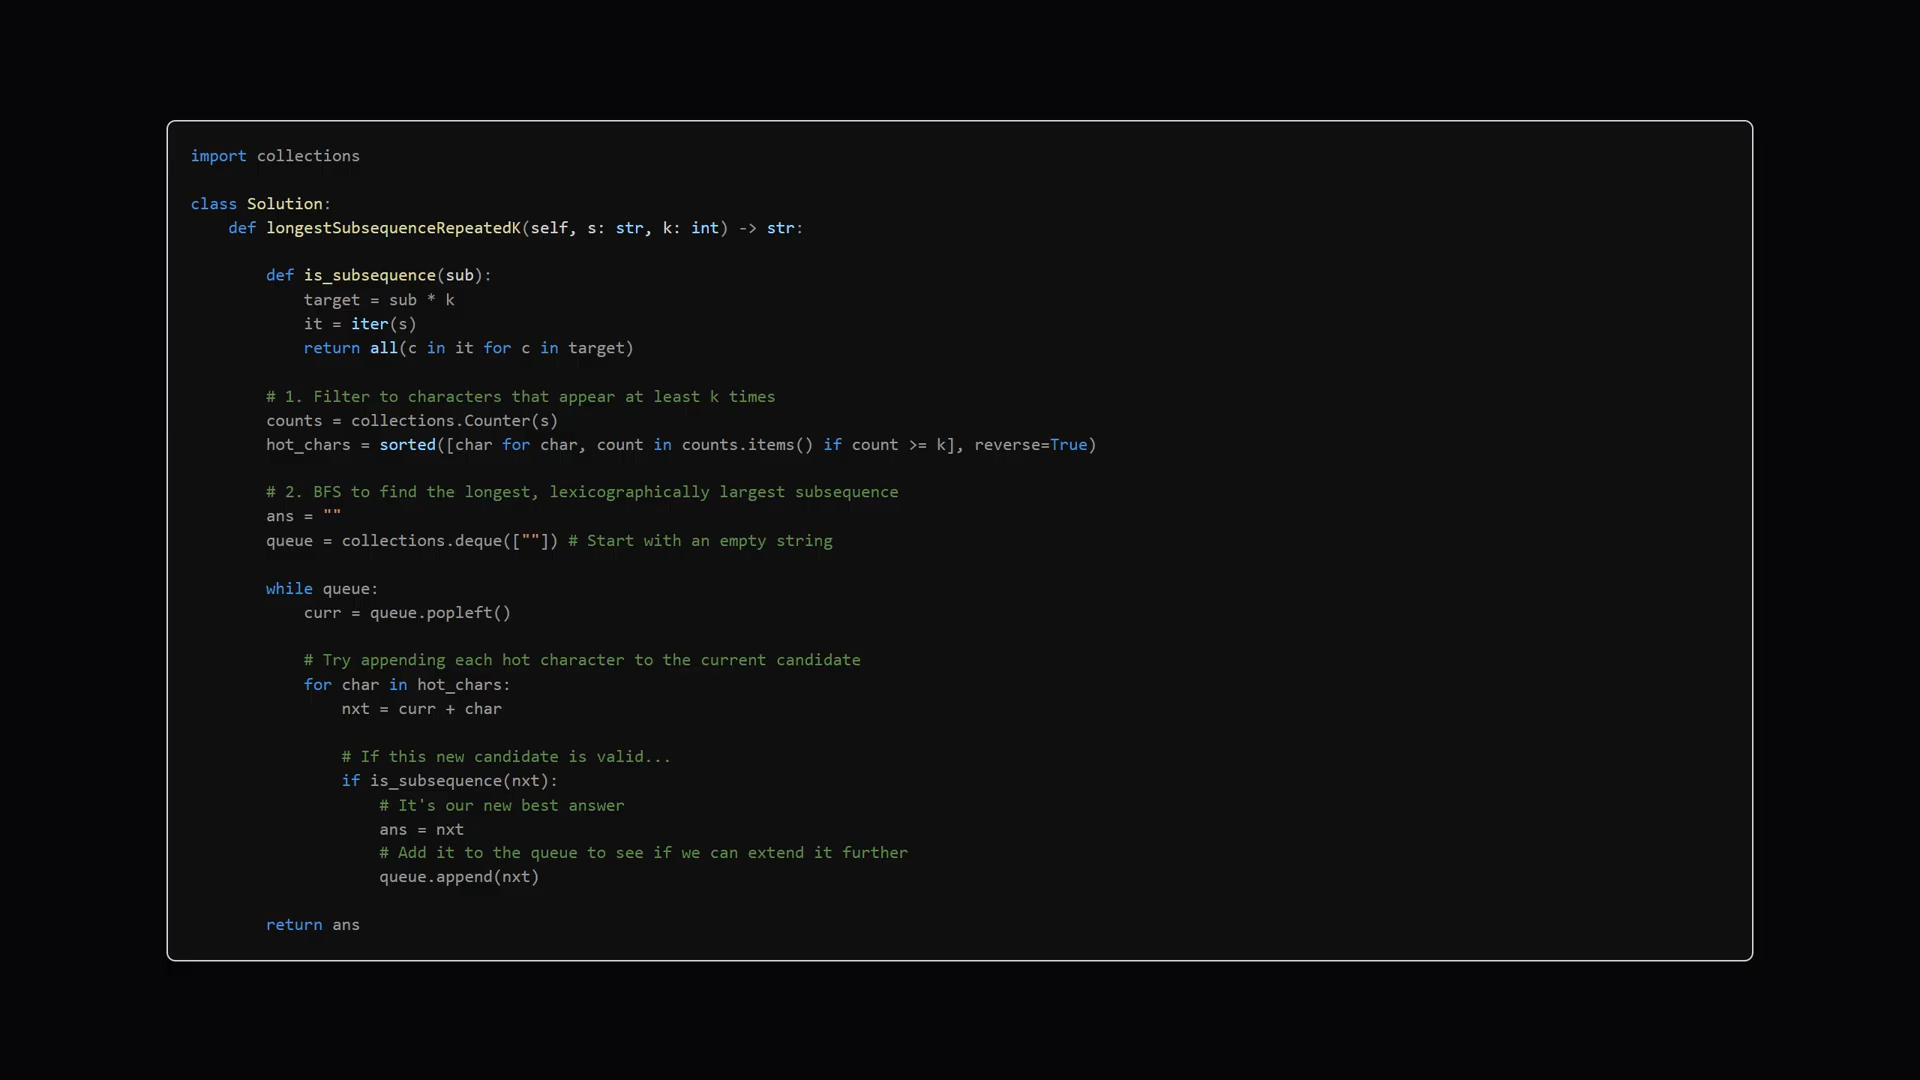 import collections
class Solution:
    def longestSubsequenceRepeatedK(self, s: str, k: int) -> str:
        def is_subsequence(sub):
            target = sub * k
            it = iter(s)
            return all(c in it for c in target)
        # 1. Filter to characters that appear at least k times
        counts = collections.Counter(s)
        hot_chars = sorted([char for char, count in counts.items() if count >= k], reverse=True)
        # 2. BFS to find the longest, lexicographically largest subsequence
        ans = ""
        queue = collections.deque([""]) # Start with an empty string
        while queue:
            curr = queue.popleft()
            # Try appending each hot character to the current candidate
            for char in hot_chars:
                nxt = curr + char
                # If this new candidate is valid...
                if is_subsequence(nxt):
                    # It's our new best answer
                    ans = nxt
                    # Add it to the queue to see if we can extend it further
                    queue.append(nxt)
        return ans